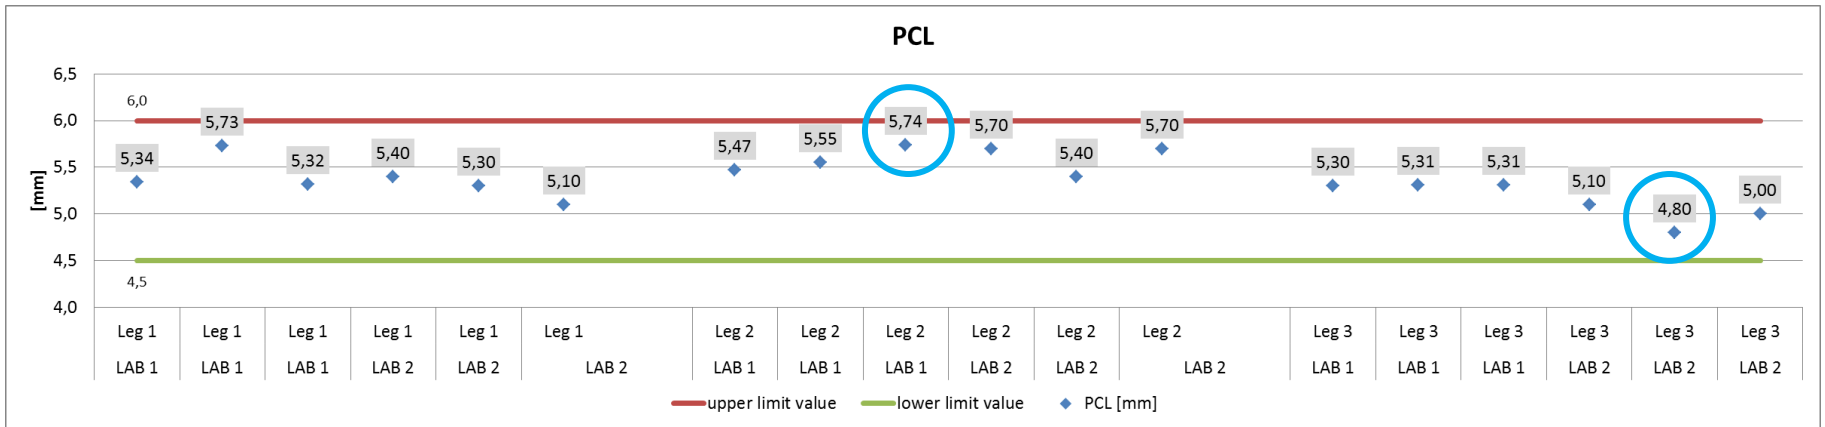 PCL
[mm]
6,5
6,0
5,5
5,0
4,5
4,0
6,0
4,5
5,34 5,73 5,32 5,40 5,30 5,10 5,47 5,55 5,74 5,70 5,40 5,70 5,30 5,31 5,31 5,10 4,80 5,00
Leg 1 Leg 1 Leg 1 Leg 1 Leg 1 Leg 1 Leg 2 Leg 2 Leg 2 Leg 2 Leg 2 Leg 2 Leg 3 Leg 3 Leg 3 Leg 3 Leg 3 Leg 3
LAB 1 LAB 1 LAB 1 LAB 2 LAB 2 LAB 2 LAB 1 LAB 1 LAB 1 LAB 2 LAB 2 LAB 2 LAB 1 LAB 1 LAB 1 LAB 2 LAB 2 LAB 2
upper limit value lower limit value PCL [mm]